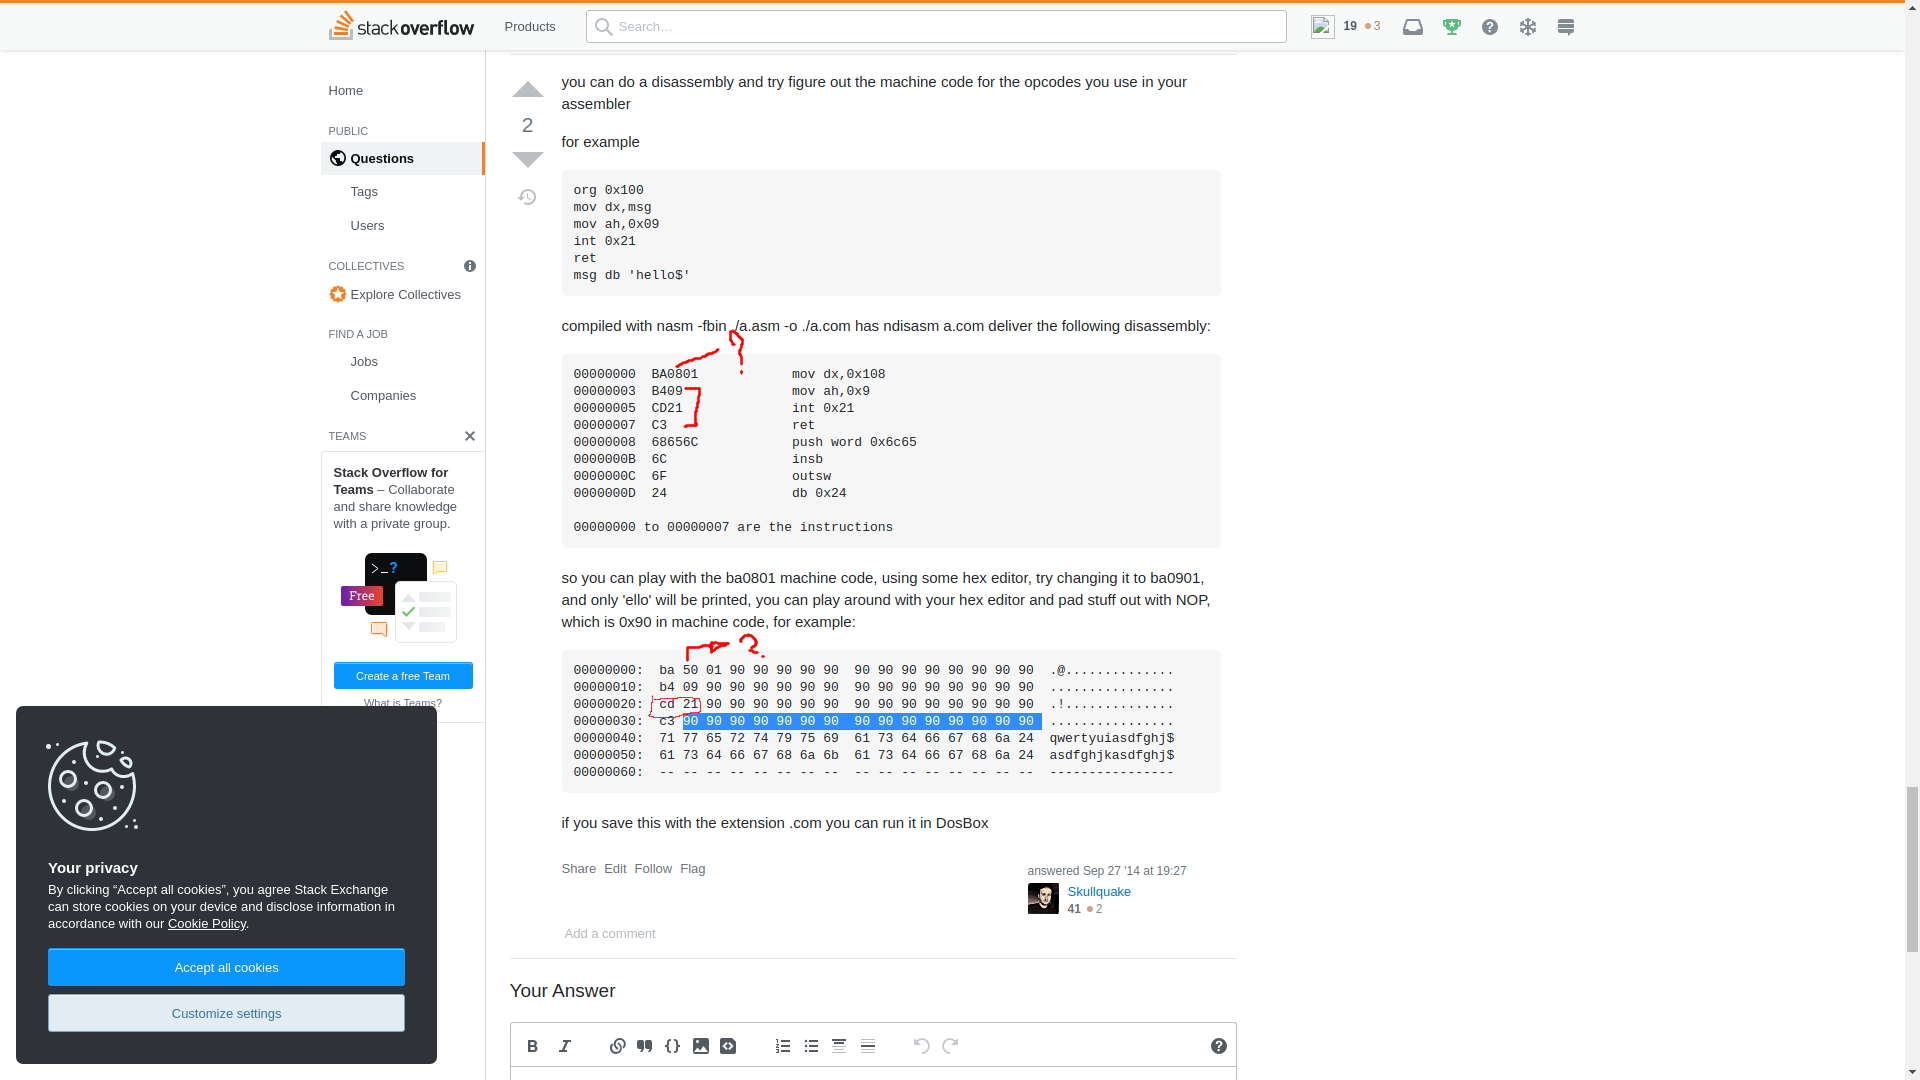 stackoverflow Products Search… 19 3
Home
PUBLIC
Questions
Tags
Users
COLLECTIVES
Explore Collectives
FIND A JOB
Jobs
Companies
TEAMS
Stack Overflow for
Teams – Collaborate
and share knowledge
with a private group.
>_?
Free
Create a free Team
What is Teams?
you can do a disassembly and try figure out the machine code for the opcodes you use in your
assembler
2
for example
org 0x100
mov dx,msg
mov ah,0x09
int 0x21
ret
msg db 'hello$'
compiled with nasm -fbin ./a.asm -o ./a.com has ndisasm a.com deliver the following disassembly:
?
00000000  BA0801            mov dx,0x108
00000003  B409              mov ah,0x9
00000005  CD21              int 0x21
00000007  C3                ret
00000008  68656C            push word 0x6c65
0000000B  6C                insb
0000000C  6F                outsw
0000000D  24                db 0x24
00000000 to 00000007 are the instructions
so you can play with the ba0801 machine code, using some hex editor, try changing it to ba0901,
and only 'ello' will be printed, you can play around with your hex editor and pad stuff out with NOP,
which is 0x90 in machine code, for example:
?
00000000:  ba 50 01 90 90 90 90 90  90 90 90 90 90 90 90 90  .@..............
00000010:  b4 09 90 90 90 90 90 90  90 90 90 90 90 90 90 90  ................
00000020:  cd 21 90 90 90 90 90 90  90 90 90 90 90 90 90 90  .!..............
00000030:  c3 90 90 90 90 90 90 90  90 90 90 90 90 90 90 90  ................
00000040:  71 77 65 72 74 79 75 69  61 73 64 66 67 68 6a 24  qwertyuiasdfghj$
00000050:  61 73 64 66 67 68 6a 6b  61 73 64 66 67 68 6a 24  asdfghjkasdfghj$
00000060:  -- -- -- -- -- -- -- --  -- -- -- -- -- -- -- --  ----------------
if you save this with the extension .com you can run it in DosBox
Share Edit Follow Flag
answered Sep 27 '14 at 19:27
Skullquake
41 2
Add a comment
Your Answer
B I
Your privacy
By clicking “Accept all cookies”, you agree Stack Exchange
can store cookies on your device and disclose information in
accordance with our Cookie Policy.
Accept all cookies
Customize settings